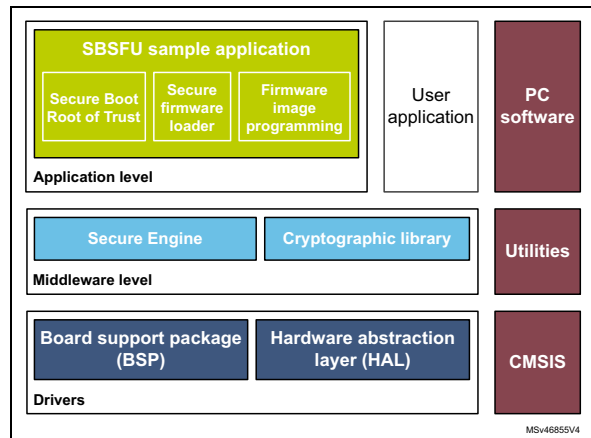 SBSFU sample application
Secure Boot
Root of Trust
Secure
firmware
loader
Firmware
image
programming
Application level
User
application
PC
software
Secure Engine
Cryptographic library
Middleware level
Utilities
Board support package
(BSP)
Hardware abstraction
layer (HAL)
Drivers
CMSIS
MSv46855V4